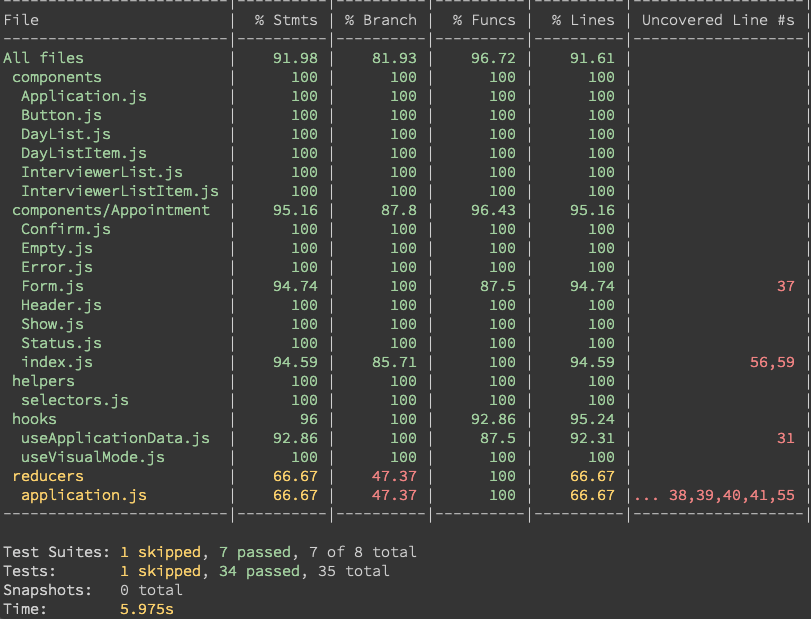 -------------------------|----------|----------|----------|----------|-------------------|
File                     |  % Stmts | % Branch |  % Funcs |  % Lines | Uncovered Line #s |
-------------------------|----------|----------|----------|----------|-------------------|
All files                |    91.98 |    81.93 |    96.72 |    91.61 |                   |
 components              |      100 |      100 |      100 |      100 |                   |
  Application.js         |      100 |      100 |      100 |      100 |                   |
  Button.js              |      100 |      100 |      100 |      100 |                   |
  DayList.js             |      100 |      100 |      100 |      100 |                   |
  DayListItem.js         |      100 |      100 |      100 |      100 |                   |
  InterviewerList.js     |      100 |      100 |      100 |      100 |                   |
  InterviewerListItem.js |      100 |      100 |      100 |      100 |                   |
 components/Appointment  |    95.16 |     87.8 |    96.43 |    95.16 |                   |
  Confirm.js             |      100 |      100 |      100 |      100 |                   |
  Empty.js               |      100 |      100 |      100 |      100 |                   |
  Error.js               |      100 |      100 |      100 |      100 |                   |
  Form.js                |    94.74 |      100 |     87.5 |    94.74 |                37 |
  Header.js              |      100 |      100 |      100 |      100 |                   |
  Show.js                |      100 |      100 |      100 |      100 |                   |
  Status.js              |      100 |      100 |      100 |      100 |                   |
  index.js               |    94.59 |    85.71 |      100 |    94.59 |             56,59 |
 helpers                 |      100 |      100 |      100 |      100 |                   |
  selectors.js           |      100 |      100 |      100 |      100 |                   |
 hooks                   |       96 |      100 |    92.86 |    95.24 |                   |
  useApplicationData.js  |    92.86 |      100 |     87.5 |    92.31 |                31 |
  useVisualMode.js       |      100 |      100 |      100 |      100 |                   |
 reducers                |    66.67 |    47.37 |      100 |    66.67 |                   |
  application.js         |    66.67 |    47.37 |      100 |    66.67 |... 38,39,40,41,55 |
-------------------------|----------|----------|----------|----------|-------------------|
Test Suites: 1 skipped, 7 passed, 7 of 8 total
Tests:       1 skipped, 34 passed, 35 total
Snapshots:   0 total
Time:        5.975s